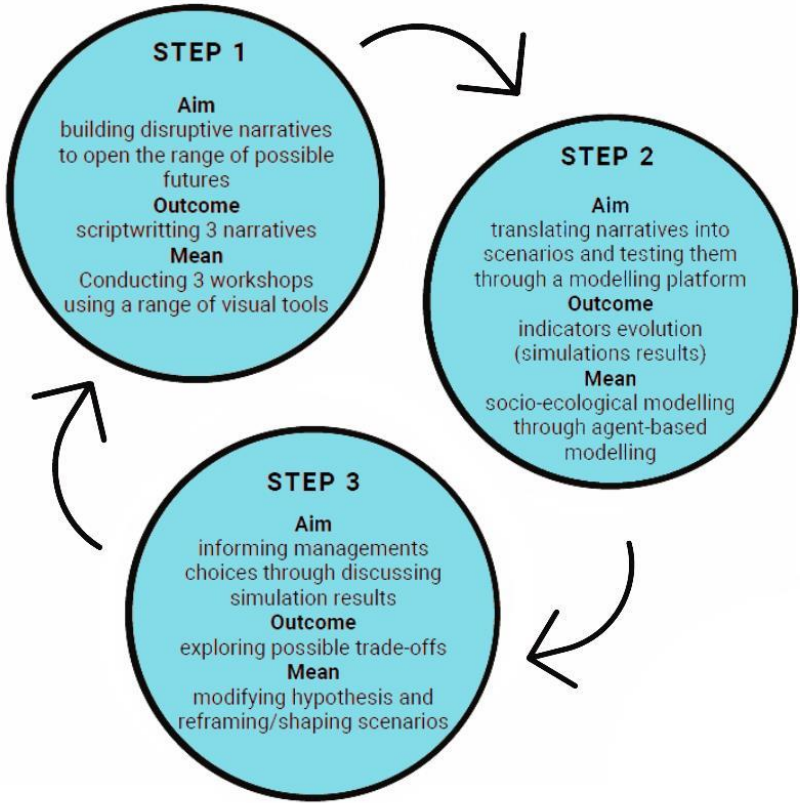 STEP 1
Aim
building disruptive narratives
to open the range of possible
futures
Outcome
scriptwritting 3 narratives
Mean
Conducting 3 workshops
using a range of visual tools
STEP 2
Aim
translating narratives into
scenarios and testing them
through a modelling platform
Outcome
indicators evolution
(simulations results)
Mean
socio-ecological modelling
through agent-based
modelling
STEP 3
Aim
informing managements
choices through discussing
simulation results
Outcome
exploring possible trade-offs
Mean
modifying hypothesis and
reframing/shaping scenarios